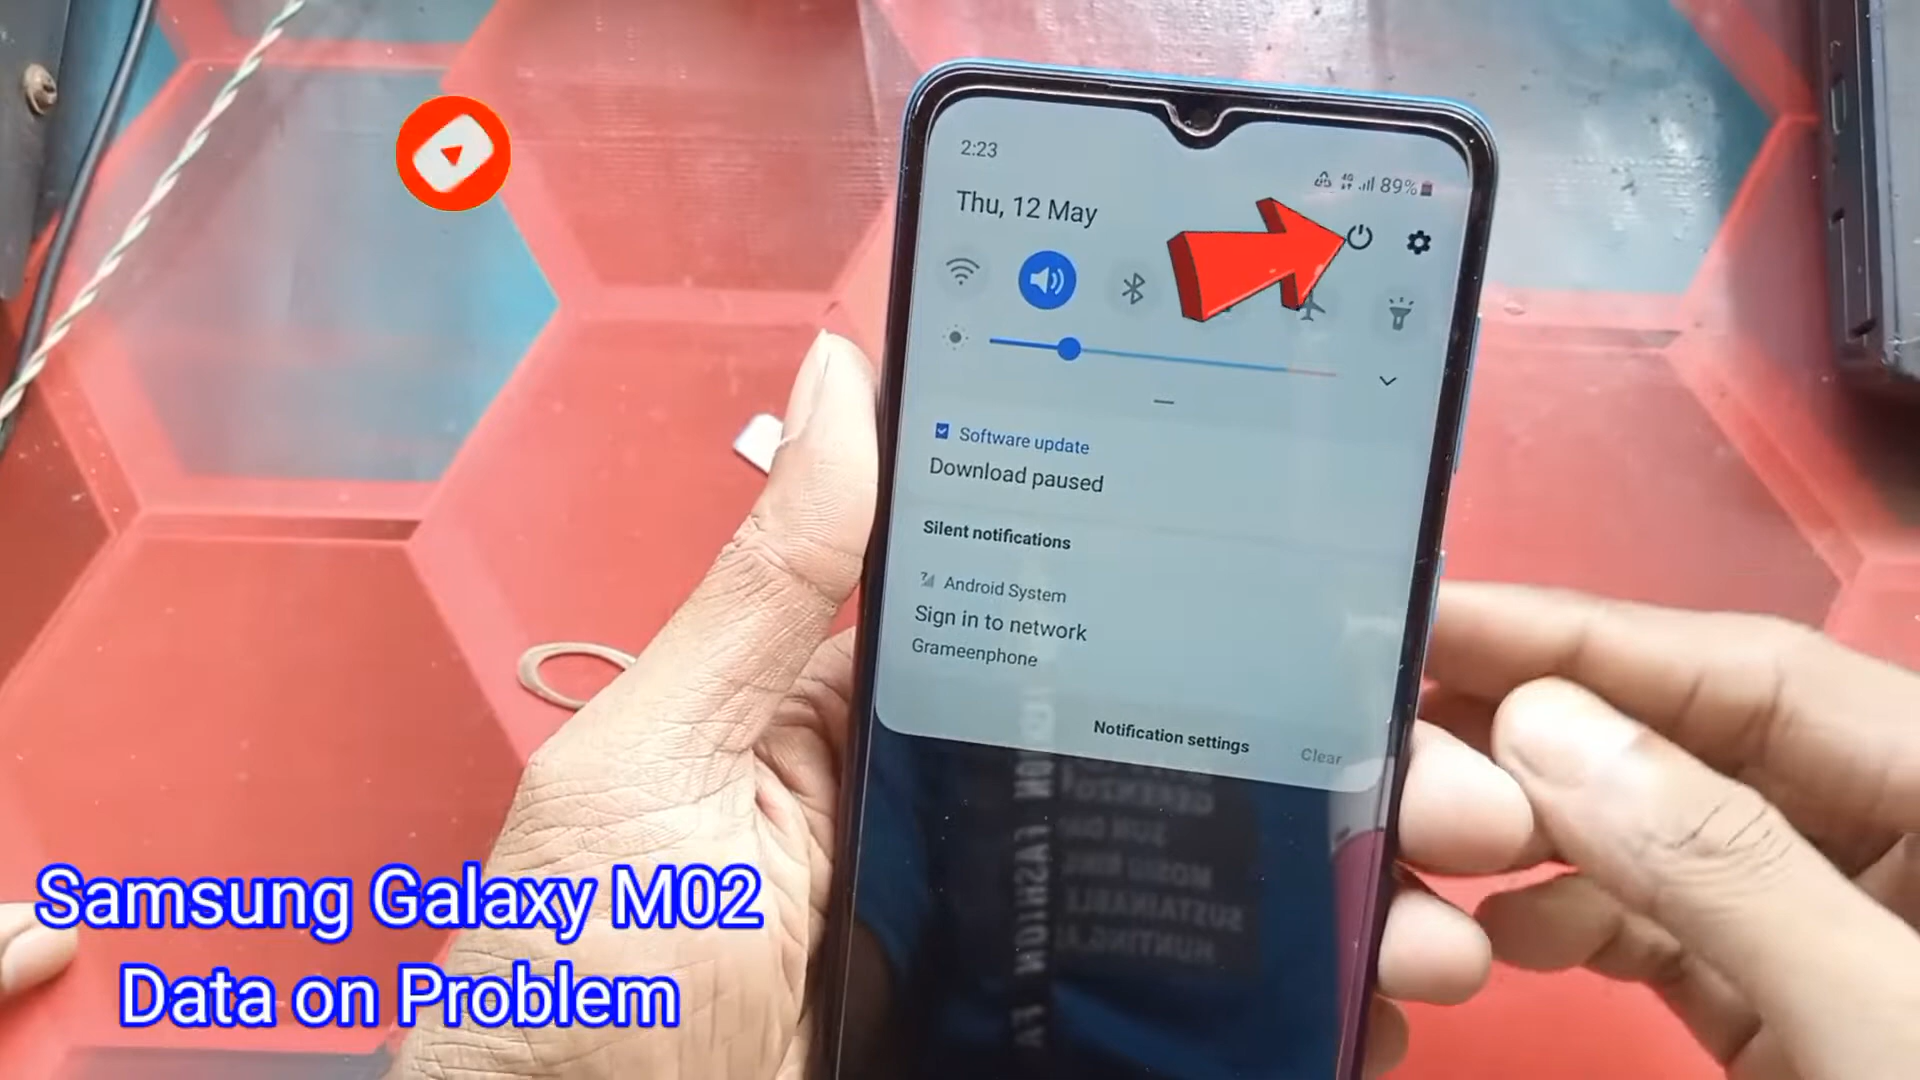 2:23
4G
89%
Thu, 12 May
Software update
Download paused
Silent notifications
Android System
Sign in to network
Grameenphone
Notification settings
Clear
Samsung Galaxy M02
Data on Problem